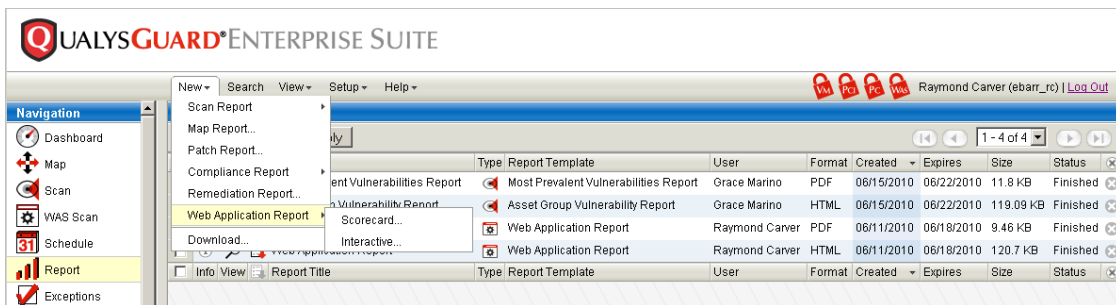 QUALYSGUARD® ENTERPRISE SUITE
New Search View Setup Help
VM PCI PC WAS Raymond Carver (ebarr_rc) | Log Out
Navigation
Dashboard
Map
Scan
WAS Scan
31 Schedule
Report
Exceptions
Scan Report
Map Report...
Patch Report...
Compliance Report
Remediation Report...
Web Application Report
Download...
Scorecard...
Interactive...
1 - 4 of 4
Type Report Template User Format Created Expires Size Status
ent Vulnerabilities Report Most Prevalent Vulnerabilities Report Grace Marino PDF 06/15/2010 06/22/2010 11.8 KB Finished
Vulnerability Report Asset Group Vulnerability Report Grace Marino HTML 06/15/2010 06/22/2010 119.09 KB Finished
Web Application Report Raymond Carver PDF 06/11/2010 06/18/2010 9.46 KB Finished
Web Application Report Web Application Report Raymond Carver HTML 06/11/2010 06/18/2010 120.7 KB Finished
Info View Report Title Type Report Template User Format Created Expires Size Status